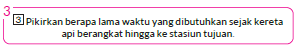 3
3 Pikirkan berapa lama waktu yang dibutuhkan sejak kereta
api berangkat hingga ke stasiun tujuan.